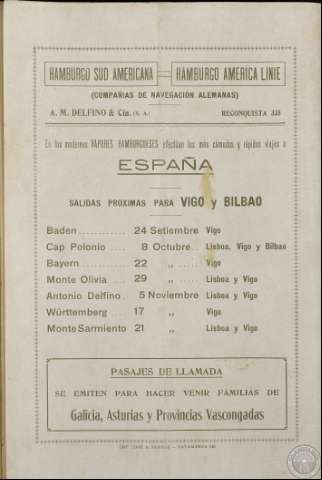 HAMBURGO SUD AMERICANA — HAMBURGO AMERICA LINIE
(COMPAÑIAS DE NAVEGACIÓN ALEMANAS)
A. M. DELFINO & Cía. (S. A.) RECONQUISTA 335
En los modernos VAPORES HAMBURGUESES efectúan los más cómodos y rápidos viajes a
ESPAÑA
SALIDAS PROXIMAS PARA VIGO y BILBAO
Baden ............ 24 Setiembre Vigo
Cap Polonio .... 8 Octubre .. Lisboa, Vigo y Bilbao
Bayern ........... 22 „ ..... Vigo
Monte Olivia .... 29 „ ..... Lisboa y Vigo
Antonio Delfino .. 5 Noviembre Lisboa y Vigo
Württemberg .... 17 „ Vigo
Monte Sarmiento 21 „ Lisboa y Vigo
PASAJES DE LLAMADA
SE EMITEN PARA HACER VENIR FAMILIAS DE
Galicia, Asturias y Provincias Vascongadas